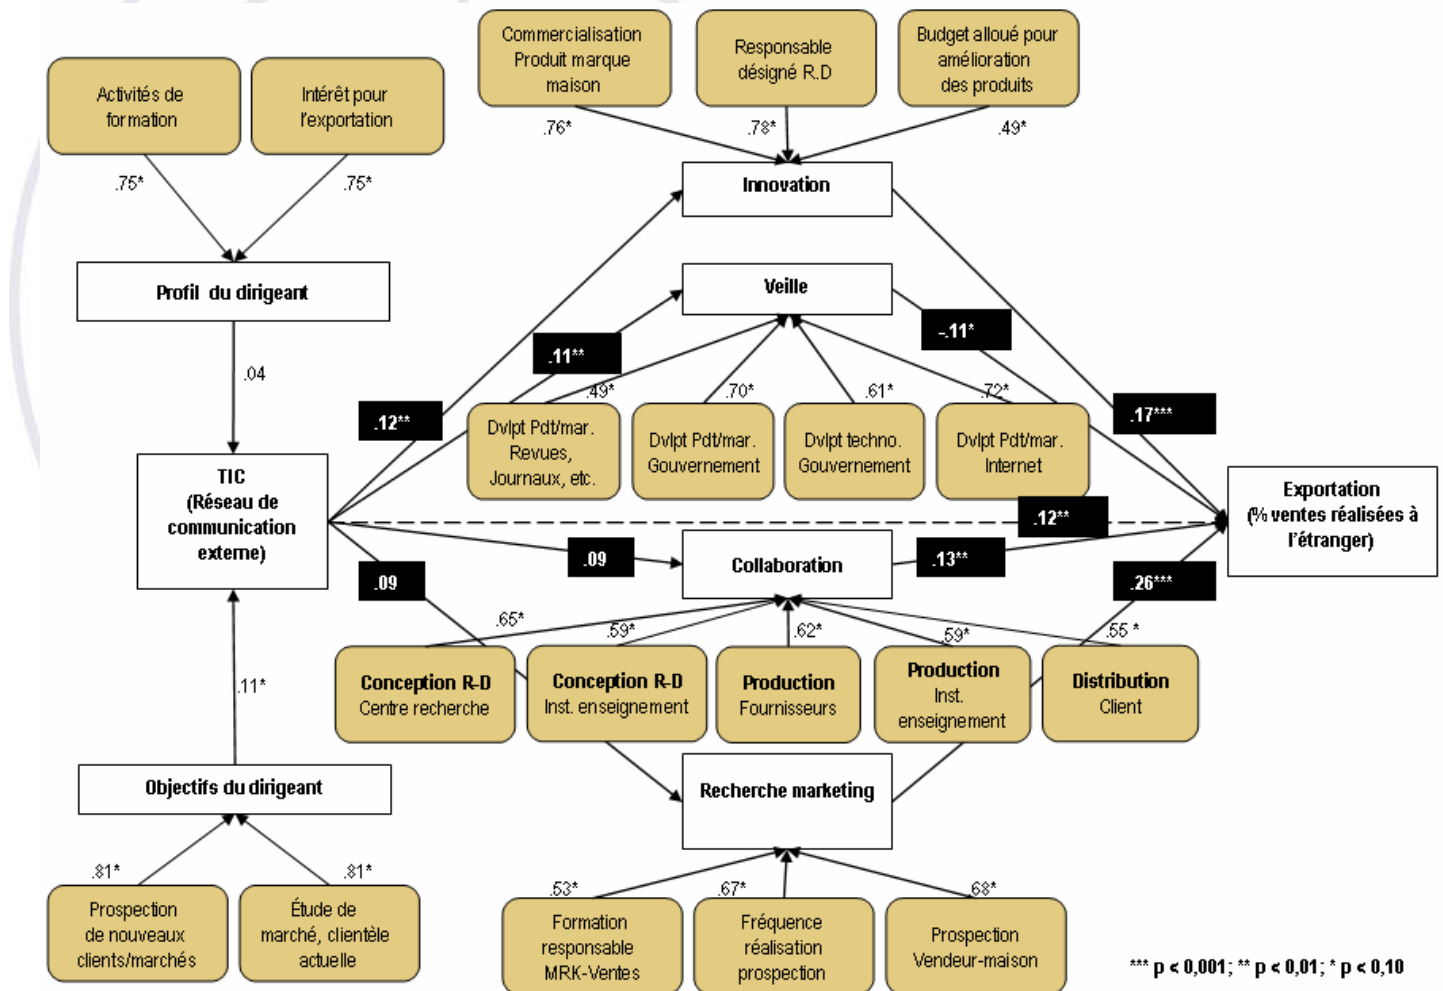 Commercialisation
Produit marque
maison
Responsable
désigné R.D
Budget alloué pour
amélioration
des produits
Activités de
formation
Intérêt pour
l'exportation
.76*
.78*
.49*
.75*
.75*
Innovation
Profil du dirigeant
Veille
-.11*
.11**
.04
.49*
.70*
.61*
.72*
.12**
.17***
Dvlpt Pdt/mar.
Revues,
Journaux, etc.
Dvlpt Pdt/mar.
Gouvernement
Dvlpt techno.
Gouvernement
Dvlpt Pdt/mar.
Internet
TIC
(Réseau de
communication
externe)
Exportation
(% ventes réalisées à
l'étranger)
.12**
.09
Collaboration
.13**
.09
.26***
.65*
.59*
.62*
.59*
.55 *
Conception R-D
Centre recherche
Conception R-D
Inst. enseignement
Production
Fournisseurs
Production
Inst.
enseignement
Distribution
Client
.11*
Objectifs du dirigeant
Recherche marketing
.81*
.81*
.53*
.67*
.68*
Prospection
de nouveaux
clients/marchés
Étude de
marché, clientèle
actuelle
Formation
responsable
MRK-Ventes
Fréquence
réalisation
prospection
Prospection
Vendeur-maison
*** p < 0,001; ** p < 0,01; * p < 0,10